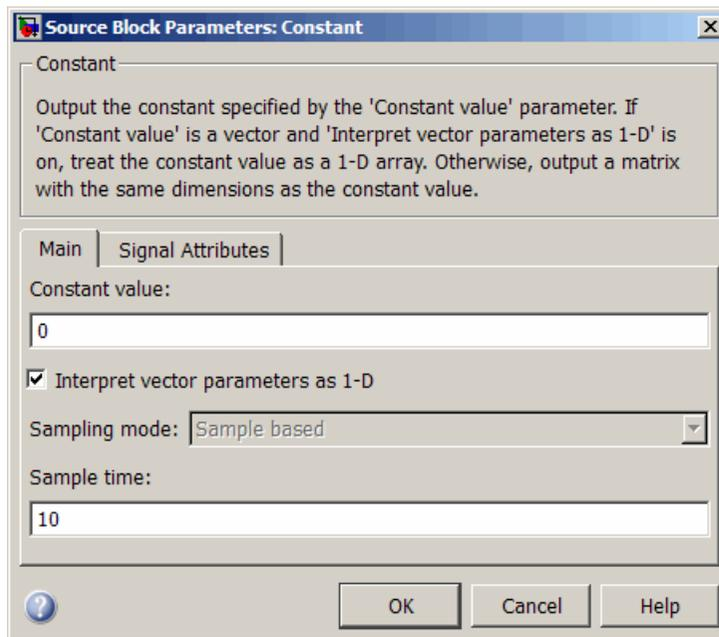 Source Block Parameters: Constant
Constant
Output the constant specified by the 'Constant value' parameter. If
'Constant value' is a vector and 'Interpret vector parameters as 1-D' is
on, treat the constant value as a 1-D array. Otherwise, output a matrix
with the same dimensions as the constant value.
Main Signal Attributes
Constant value:
0
Interpret vector parameters as 1-D
Sampling mode: Sample based
Sample time:
10
OK Cancel Help